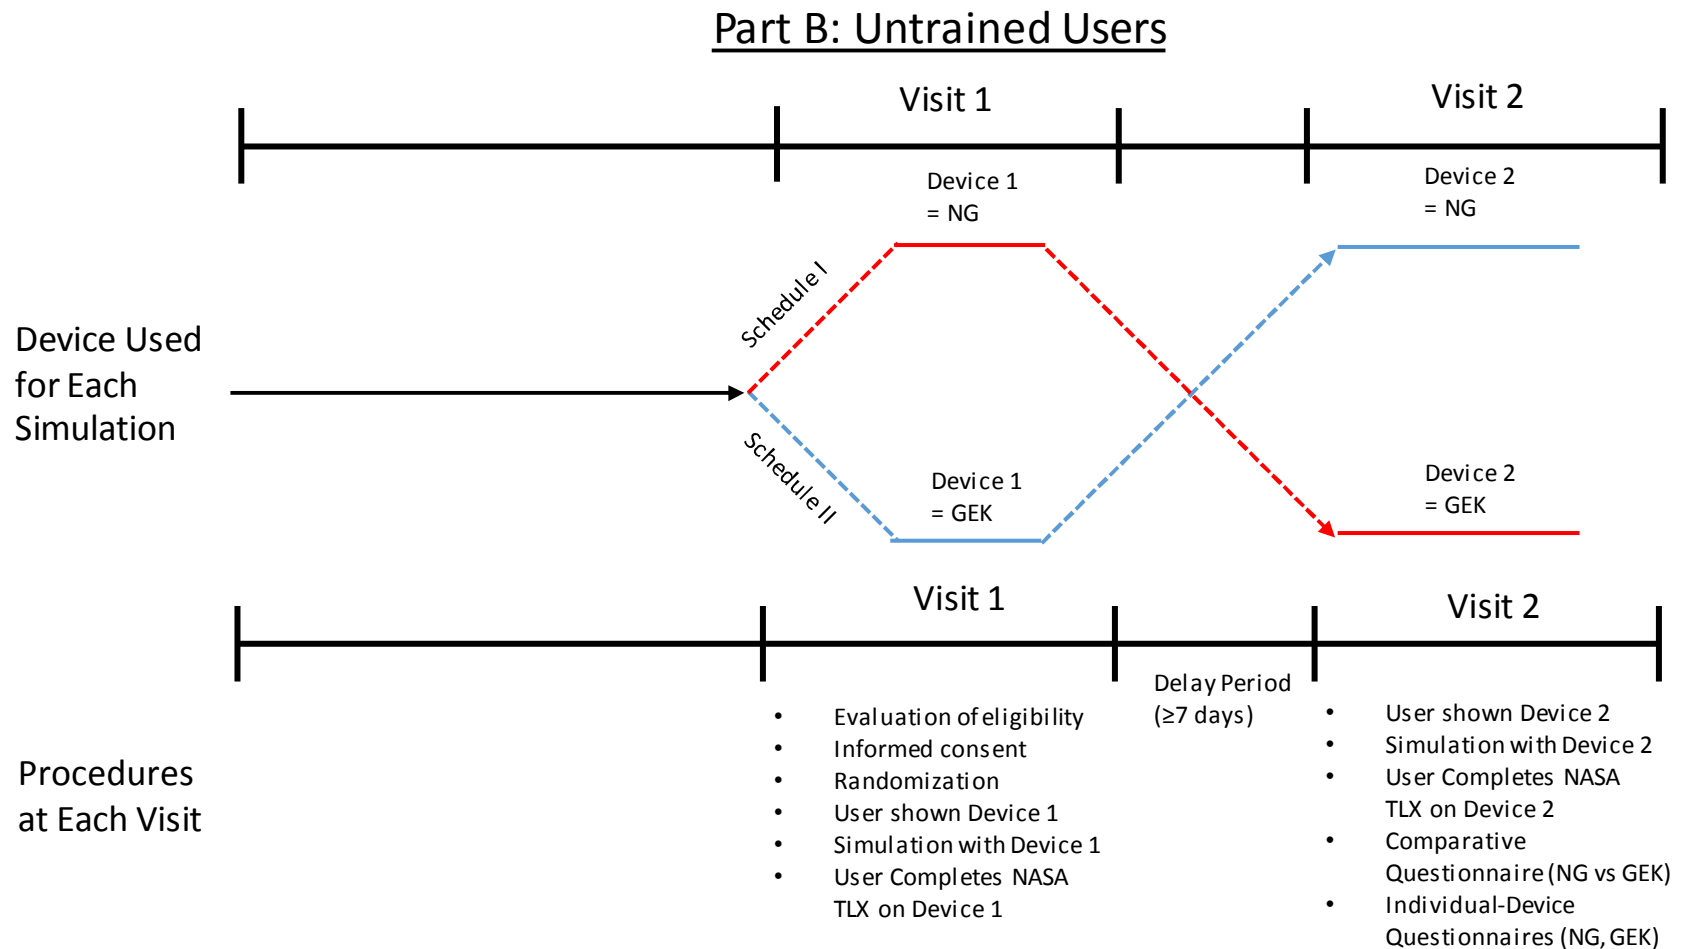 Part B: Untrained Users
Visit 1
Visit 2
Device 1
= NG
Device 2
= NG
Schedule I
Device Used
for Each
Simulation
Schedule II
Device 1
= GEK
Device 2
= GEK
Visit 1
Visit 2
Delay Period
(≥7 days)
Procedures
at Each Visit
• Evaluation of eligibility
• Informed consent
• Randomization
• User shown Device 1
• Simulation with Device 1
• User Completes NASA
TLX on Device 1
• User shown Device 2
• Simulation with Device 2
• User Completes NASA
TLX on Device 2
• Comparative
Questionnaire (NG vs GEK)
• Individual-Device
Questionnaires (NG, GEK)